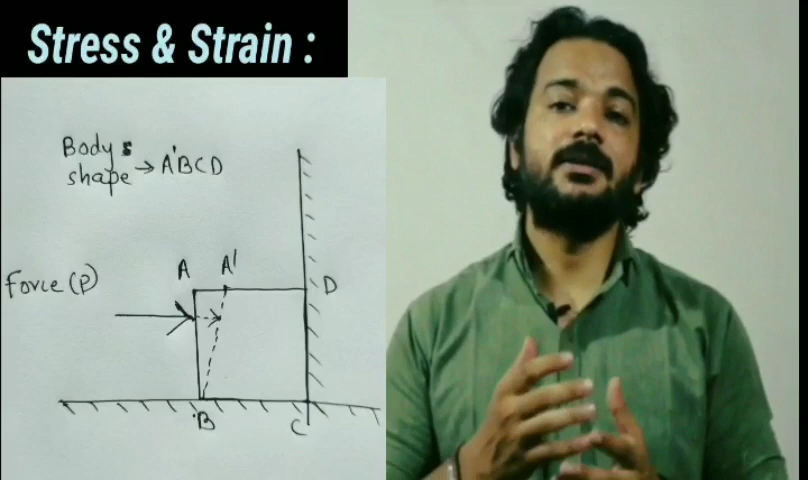 Stress & Strain :
Body s
shape → A'BCD
Force (P)
A A' D
B C